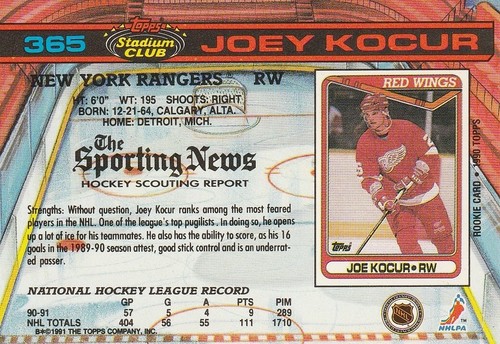 365
Topps
Stadium
CLUB
JOEY KOCUR
NEW YORK RANGERS RW
HT: 6'0" WT: 195 SHOOTS: RIGHT
BORN: 12-21-64, CALGARY, ALTA.
HOME: DETROIT, MICH.
The
Sporting News
HOCKEY SCOUTING REPORT
Strengths: Without question, Joey Kocur ranks among the most feared
players in the NHL. One of the league's top pugilists. In doing so, he opens
up a lot of ice for his teammates. He also has the ability to score, as his 16
goals in the 1989-90 season attest, good stick control and is an underrat-
ed passer.
RED WINGS
Topps
JOE KOCUR • RW
ROOKIE CARD • 1990 TOPPS
NATIONAL HOCKEY LEAGUE RECORD
GP G A PTS PIM
90-91 57 5 4 9 289
NHL TOTALS 404 56 55 111 1710
B*©1991 THE TOPPS COMPANY, INC.
NHL
NHLPA
TM